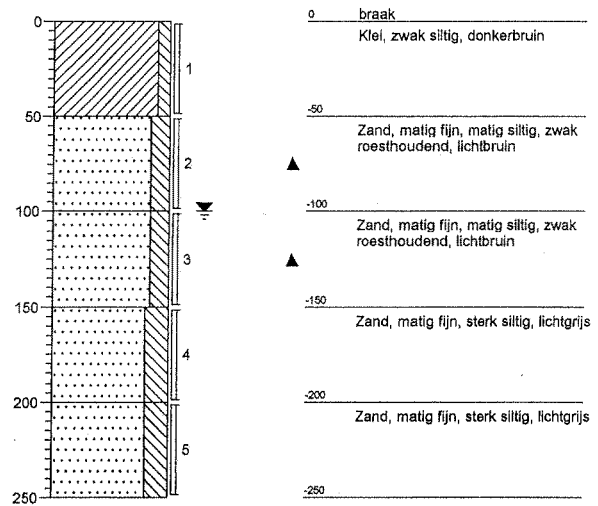 0
50
100
150
200
250
1
2
3
4
5
0 braak
Klei, zwak siltig, donkerbruin
-50
Zand, matig fijn, matig siltig, zwak
roesthoudend, lichtbruin
-100
Zand, matig fijn, matig siltig, zwak
roesthoudend, lichtbruin
-150
Zand, matig fijn, sterk siltig, lichtgrijs
-200
Zand, matig fijn, sterk siltig, lichtgrijs
-250